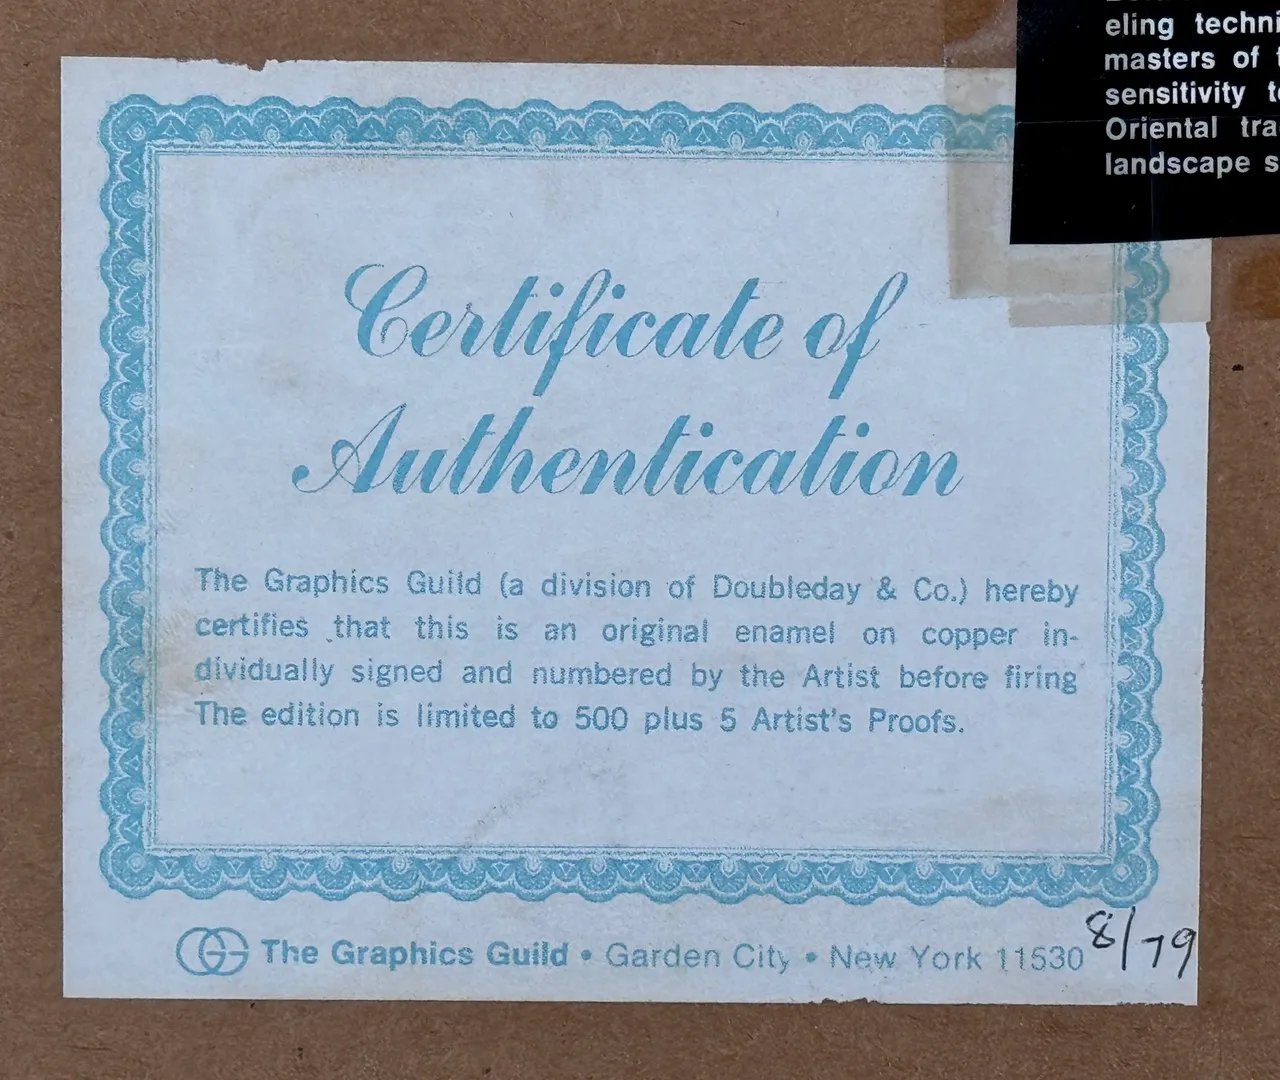 eling techni
masters of t
sensitivity t
Oriental tra
landscape s
Certificate of
Authentication
The Graphics Guild (a division of Doubleday & Co.) hereby
certifies that this is an original enamel on copper in-
dividually signed and numbered by the Artist before firing
The edition is limited to 500 plus 5 Artist's Proofs.
GG The Graphics Guild • Garden City • New York 11530
8/79